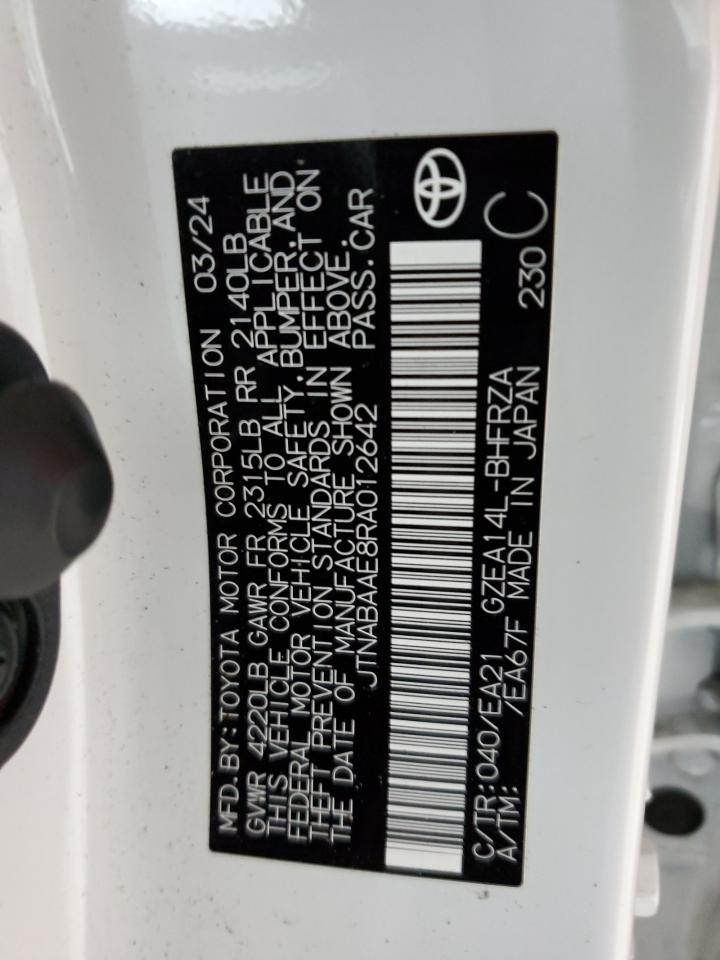 MFD.BY:TOYOTA MOTOR CORPORATION 03/24
GVWR 4220LB GAWR FR 2315LB RR 2140LB
THIS VEHICLE CONFORMS TO ALL APPLICABLE
FEDERAL MOTOR VEHICLE SAFETY,BUMPER,AND
THEFT PREVENTION STANDARDS IN EFFECT ON
THE DATE OF MANUFACTURE SHOWN ABOVE.
JTNABAAE8RA012642 PASS.CAR
C/TR:040/EA21 GZEA14L-BHFRZA 230 C
A/TM: /EA67F MADE IN JAPAN